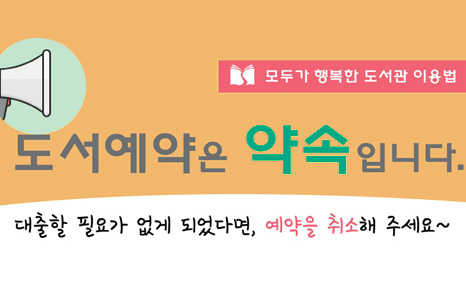 모두가 행복한 도서관 이용법
도서예약은 약속입니다.
대출할 필요가 없게 되었다면, 예약을 취소해 주세요~